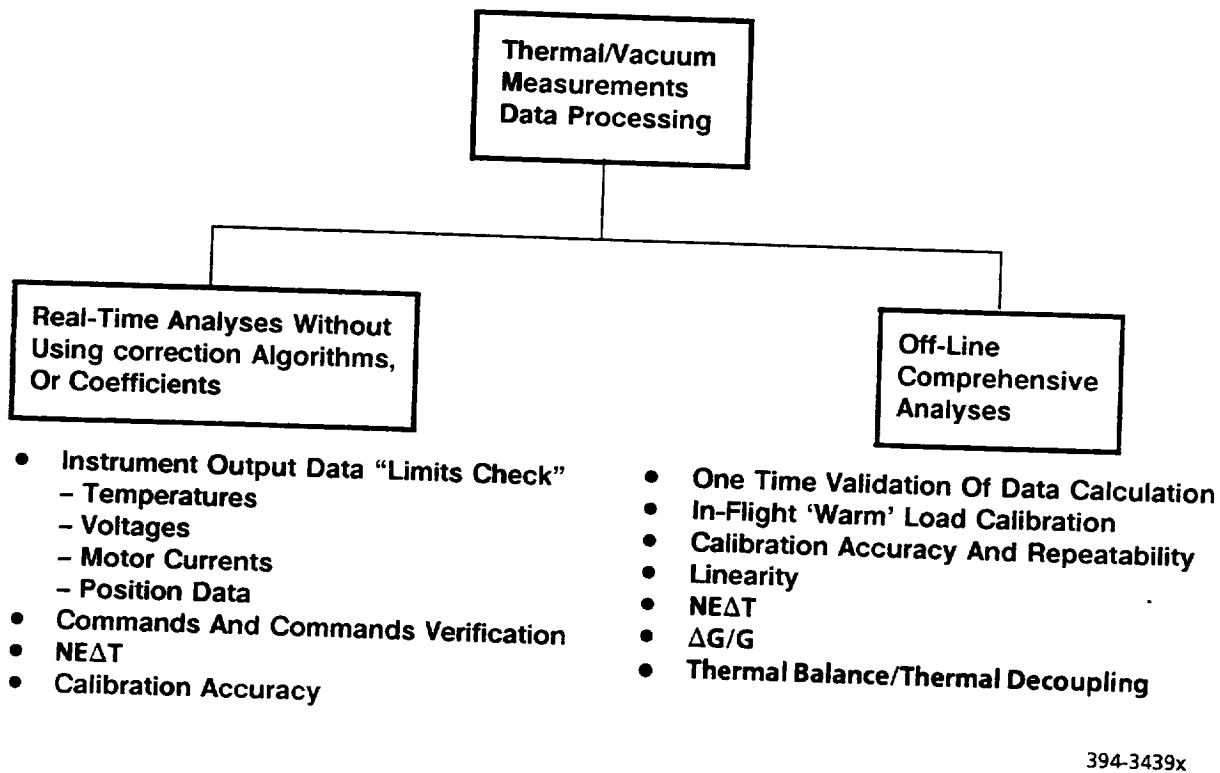 Thermal/Vacuum
Measurements
Data Processing
Real-Time Analyses Without
Using correction Algorithms,
Or Coefficients
• Instrument Output Data “Limits Check”
– Temperatures
– Voltages
– Motor Currents
– Position Data
• Commands And Commands Verification
• NEΔT
• Calibration Accuracy
Off-Line
Comprehensive
Analyses
• One Time Validation Of Data Calculation
• In-Flight ‘Warm’ Load Calibration
• Calibration Accuracy And Repeatability
• Linearity
• NEΔT
• ΔG/G
• Thermal Balance/Thermal Decoupling
394-3439x